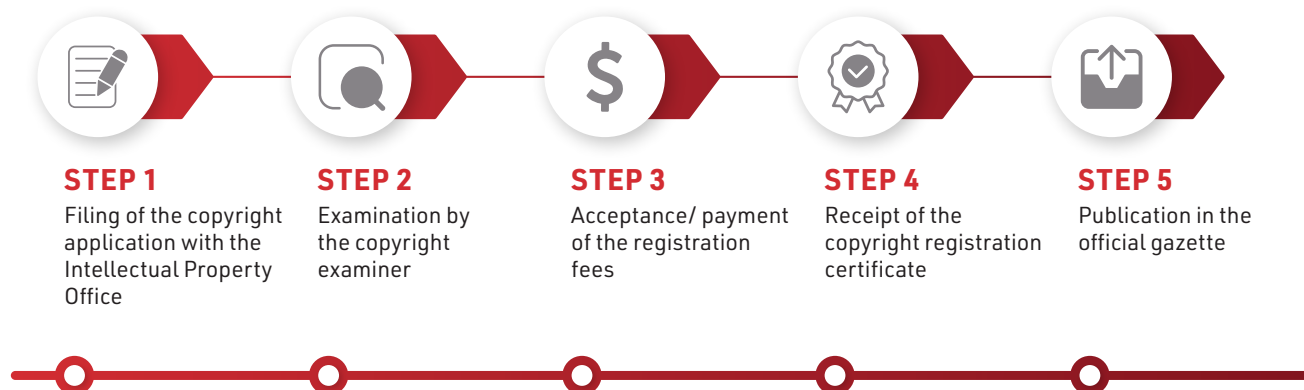 STEP 1
Filing of the copyright
application with the
Intellectual Property
Office
STEP 2
Examination by
the copyright
examiner
$
STEP 3
Acceptance/ payment
of the registration
fees
STEP 4
Receipt of the
copyright registration
certificate
STEP 5
Publication in the
official gazette